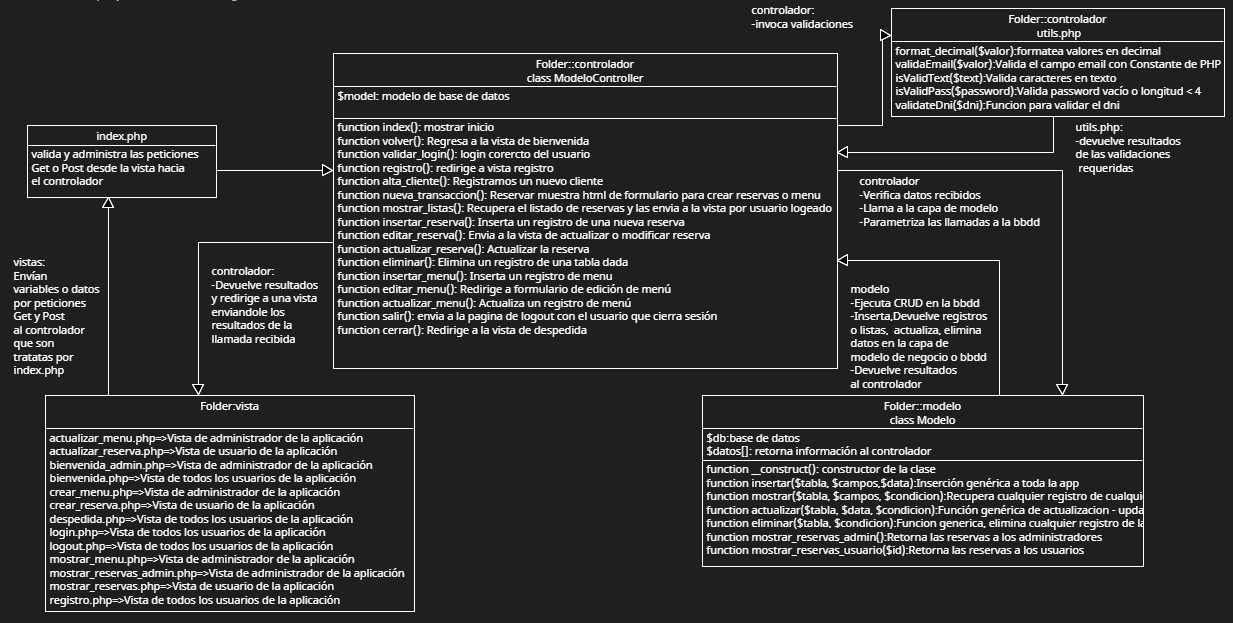 controlador:
-invoca validaciones
Folder::controlador
utils.php
format_decimal($valor):formatea valores en decimal
validaEmail($valor):Valida el campo email con Constante de PHP
isValidText($text):Valida caracteres en texto
isValidPass($password):Valida password vacío o longitud < 4
validateDni($dni):Funcion para validar el dni
utils.php:
-devuelve resultados
de las validaciones
requeridas
Folder::controlador
class ModeloController
$model: modelo de base de datos
function index(): mostrar inicio
function volver(): Regresa a la vista de bienvenida
function validar_login(): login corercto del usuario
function registro(): redirige a vista registro
function alta_cliente(): Registramos un nuevo cliente
function nueva_transaccion(): Reservar muestra html de formulario para crear reservas o menu
function mostrar_listas(): Recupera el listado de reservas y las envia a la vista por usuario logeado
function insertar_reserva(): Inserta un registro de una nueva reserva
function editar_reserva(): Envia a la vista de actualizar o modificar reserva
function actualizar_reserva(): Actualizar la reserva
function eliminar(): Elimina un registro de una tabla dada
function insertar_menu(): Inserta un registro de menu
function editar_menu(): Redirige a formulario de edición de menú
function actualizar_menu(): Actualiza un registro de menú
function salir(): envia a la pagina de logout con el usuario que cierra sesión
function cerrar(): Redirige a la vista de despedida
index.php
valida y administra las peticiones
Get o Post desde la vista hacia
el controlador
vistas:
Envían
variables o datos
por peticiones
Get y Post
al controlador
que son
tratatas por
index.php
controlador:
-Devuelve resultados
y redirige a una vista
enviandole los
resultados de la
llamada recibida
controlador
-Verifica datos recibidos
-Llama a la capa de modelo
-Parametriza las llamadas a la bbdd
modelo
-Ejecuta CRUD en la bbdd
-Inserta,Devuelve registros
o listas, actualiza, elimina
datos en la capa de
modelo de negocio o bbdd
-Devuelve resultados
al controlador
Folder:vista
actualizar_menu.php=>Vista de administrador de la aplicación
actualizar_reserva.php=>Vista de usuario de la aplicación
bienvenida_admin.php=>Vista de administrador de la aplicación
bienvenida.php=>Vista de todos los usuarios de la aplicación
crear_menu.php=>Vista de administrador de la aplicación
crear_reserva.php=>Vista de usuario de la aplicación
despedida.php=>Vista de todos los usuarios de la aplicación
login.php=>Vista de todos los usuarios de la aplicación
logout.php=>Vista de todos los usuarios de la aplicación
mostrar_menu.php=>Vista de administrador de la aplicación
mostrar_reservas_admin.php=>Vista de administrador de la aplicación
mostrar_reservas.php=>Vista de usuario de la aplicación
registro.php=>Vista de todos los usuarios de la aplicación
Folder::modelo
class Modelo
$db:base de datos
$datos[]: retorna información al controlador
function __construct(): constructor de la clase
function insertar($tabla, $campos,$data):Inserción genérica a toda la app
function mostrar($tabla, $campos, $condicion):Recupera cualquier registro de cualqui
function actualizar($tabla, $data, $condicion):Función genérica de actualizacion - upda
function eliminar($tabla, $condicion):Funcion generica, elimina cualquier registro de la
function mostrar_reservas_admin():Retorna las reservas a los administradores
function mostrar_reservas_usuario($id):Retorna las reservas a los usuarios